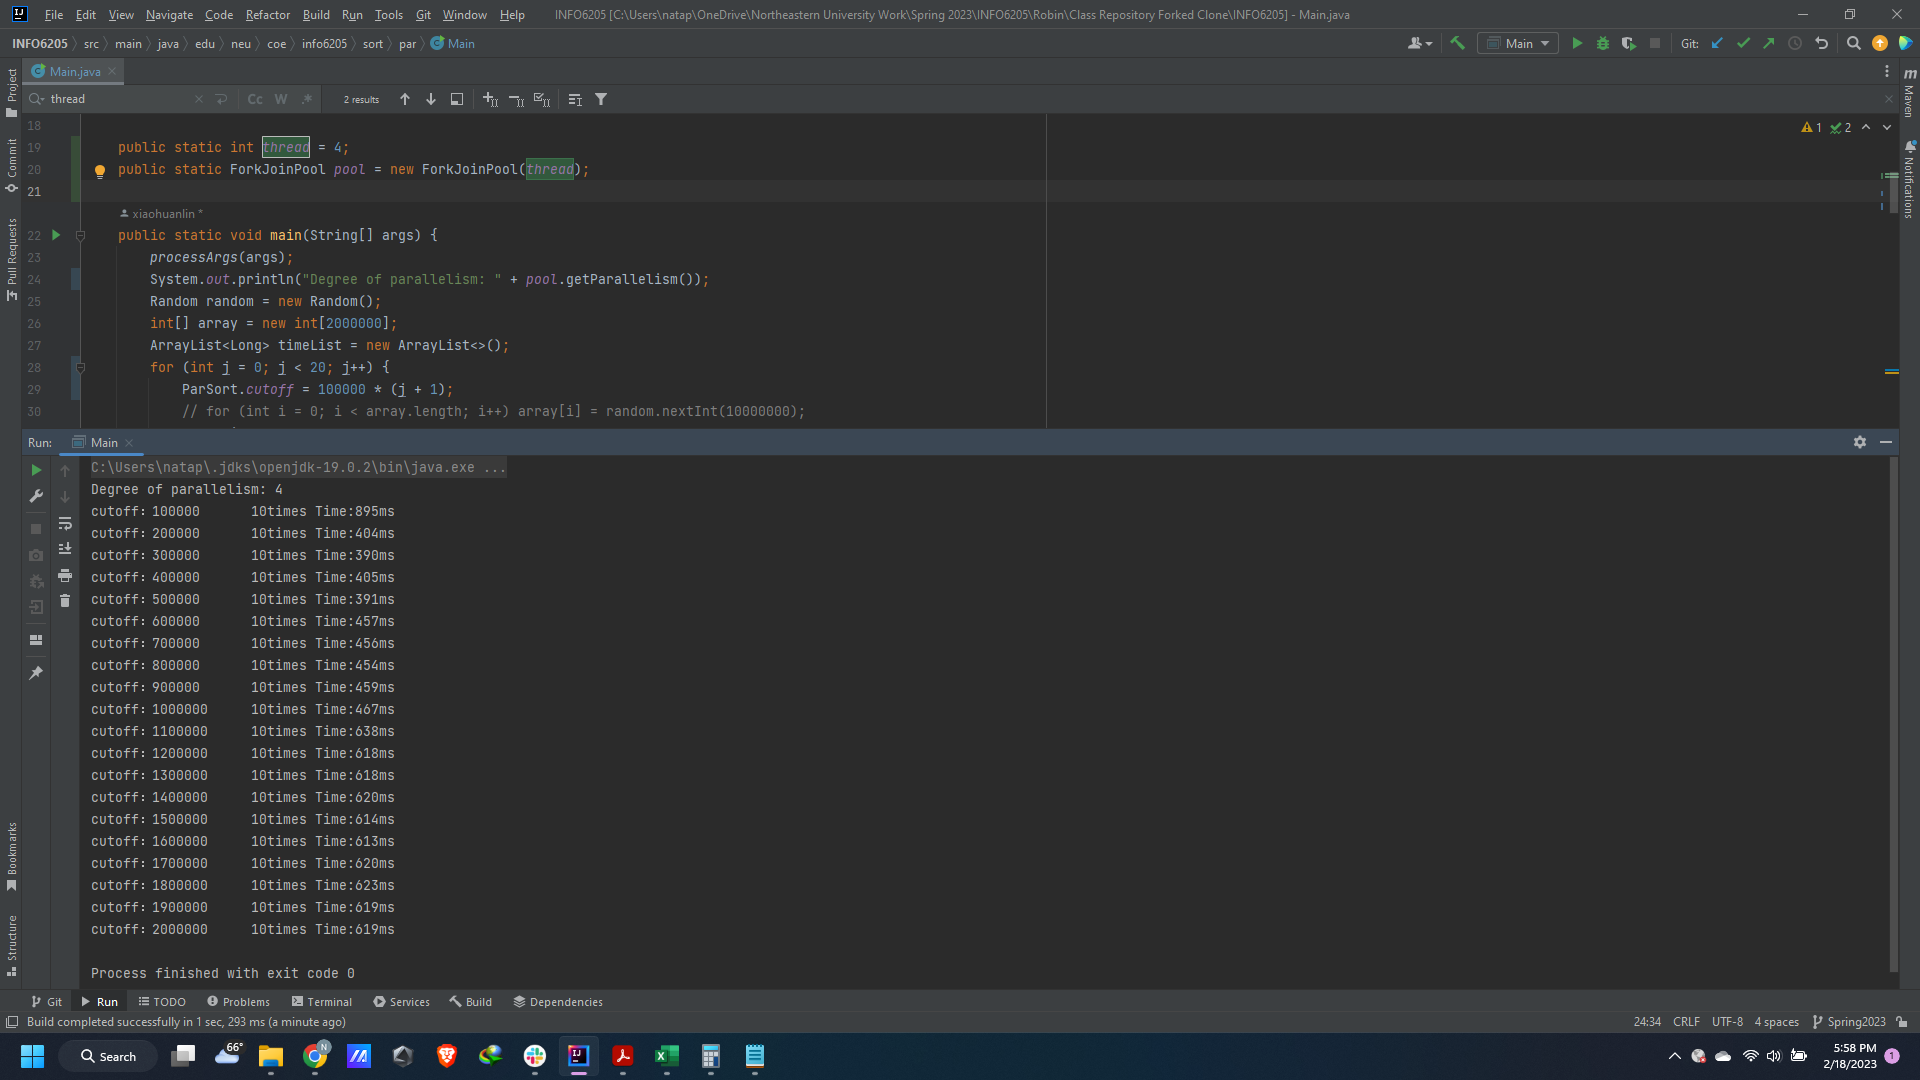 File Edit View Navigate Code Refactor Build Run Tools Git Window Help INFO6205 [C:\Users\natap\OneDrive\Northeastern University Work\Spring 2023\INFO6205\Robin\Class Repository Forked Clone\INFO6205] - Main.java
INFO6205 src main java edu neu coe info6205 sort par Main Main Git:
Main.java
thread Cc W .* 2 results
18
19 public static int thread = 4;
20 public static ForkJoinPool pool = new ForkJoinPool(thread);
21
xiaohuanlin *
22 public static void main(String[] args) {
23 processArgs(args);
24 System.out.println("Degree of parallelism: " + pool.getParallelism());
25 Random random = new Random();
26 int[] array = new int[2000000];
27 ArrayList<Long> timeList = new ArrayList<>();
28 for (int j = 0; j < 20; j++) {
29 ParSort.cutoff = 100000 * (j + 1);
30 // for (int i = 0; i < array.length; i++) array[i] = random.nextInt(10000000);
1 2
Project
Commit
Pull Requests
Bookmarks
Structure
m
Maven
Notifications
Run: Main
C:\Users\natap\.jdks\openjdk-19.0.2\bin\java.exe ...
Degree of parallelism: 4
cutoff：100000 10times Time:895ms
cutoff：200000 10times Time:404ms
cutoff：300000 10times Time:390ms
cutoff：400000 10times Time:405ms
cutoff：500000 10times Time:391ms
cutoff：600000 10times Time:457ms
cutoff：700000 10times Time:456ms
cutoff：800000 10times Time:454ms
cutoff：900000 10times Time:459ms
cutoff：1000000 10times Time:467ms
cutoff：1100000 10times Time:638ms
cutoff：1200000 10times Time:618ms
cutoff：1300000 10times Time:618ms
cutoff：1400000 10times Time:620ms
cutoff：1500000 10times Time:614ms
cutoff：1600000 10times Time:613ms
cutoff：1700000 10times Time:620ms
cutoff：1800000 10times Time:623ms
cutoff：1900000 10times Time:619ms
cutoff：2000000 10times Time:619ms
Process finished with exit code 0
Git Run TODO Problems Terminal Services Build Dependencies
Build completed successfully in 1 sec, 293 ms (a minute ago) 24:34 CRLF UTF-8 4 spaces Spring2023
Search 66° N 5:58 PM
2/18/2023 1